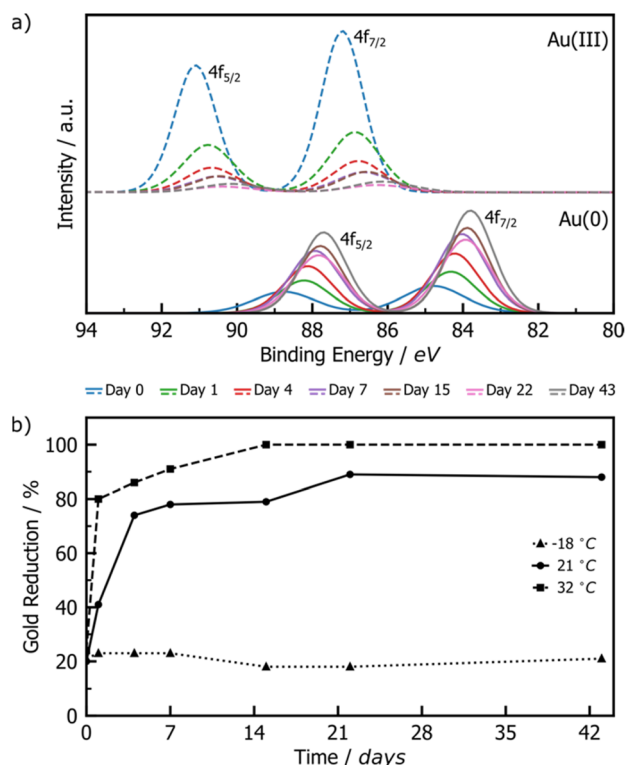 a)
4f5/2
4f7/2
Au(III)
Intensity / a.u.
4f5/2
4f7/2
Au(0)
94 92 90 88 86 84 82 80
Binding Energy / eV
Day 0 Day 1 Day 4 Day 7 Day 15 Day 22 Day 43
b)
100
80
60
40
20
0
Gold Reduction / %
-18 °C
21 °C
32 °C
0 7 14 21 28 35 42
Time / days